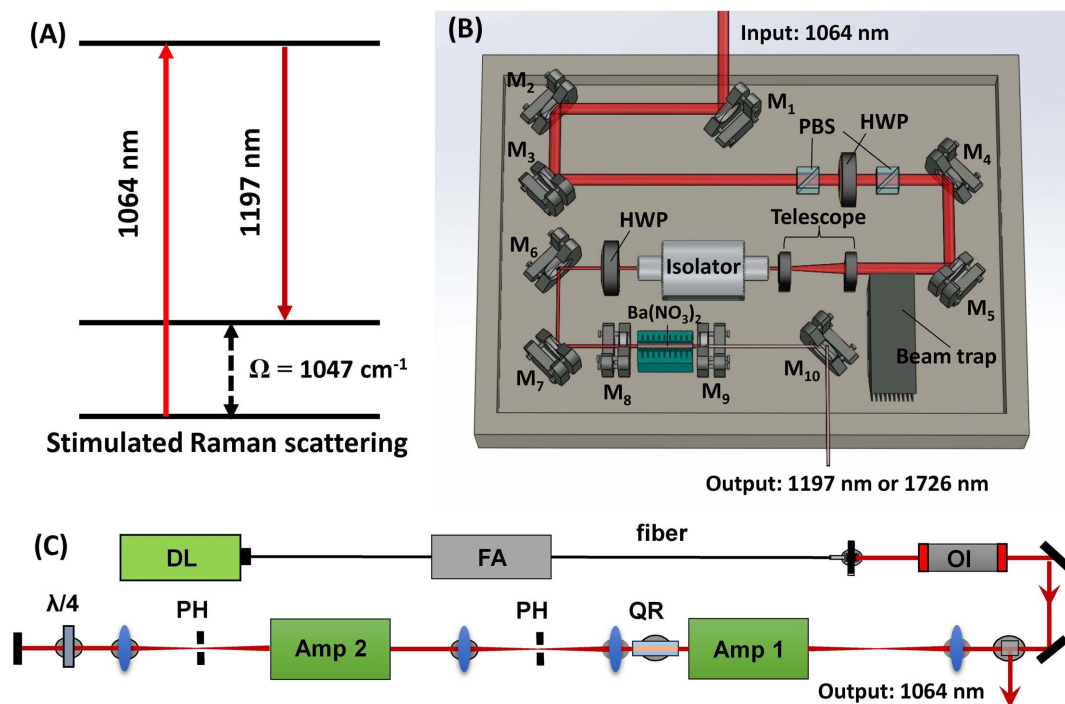 (A)
1064 nm
1197 nm
Ω = 1047 cm⁻¹
Stimulated Raman scattering
(B)
Input: 1064 nm
M₂
M₁
HWP
PBS
M₃
M₄
Telescope
HWP
M₆
Isolator
M₅
Ba(NO₃)₂
Beam trap
M₇
M₈
M₉
M₁₀
Output: 1197 nm or 1726 nm
(C)
DL
FA
fiber
OI
λ/4
PH
PH
QR
Amp 2
Amp 1
Output: 1064 nm